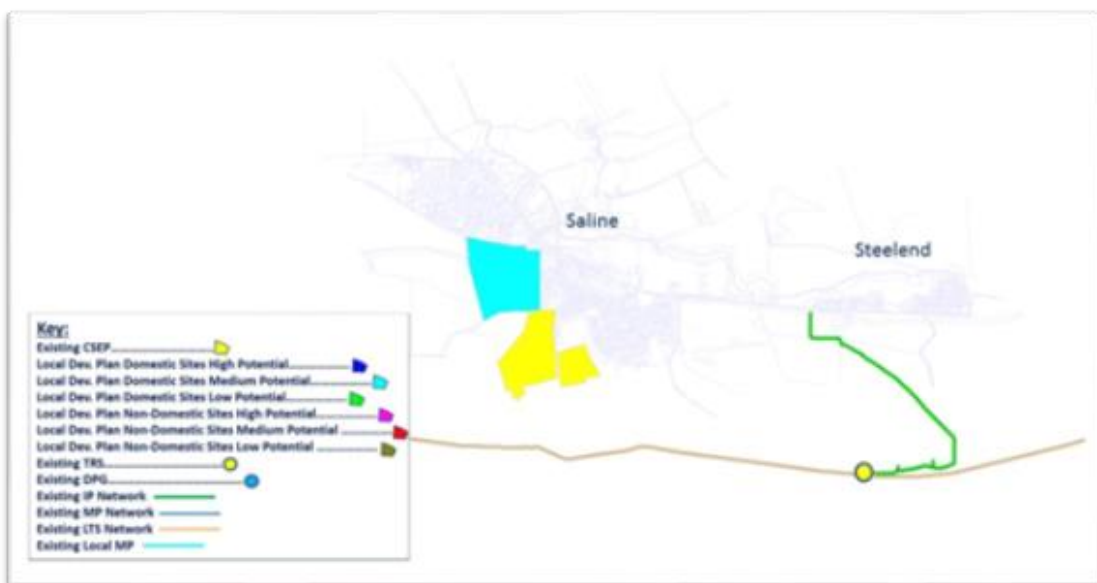 Saline
Steelend
Key:
Existing CSEP
Local Dev. Plan Domestic Sites High Potential
Local Dev. Plan Domestic Sites Medium Potential
Local Dev. Plan Domestic Sites Low Potential
Local Dev. Plan Non-Domestic Sites High Potential
Local Dev. Plan Non-Domestic Sites Medium Potential
Local Dev. Plan Non-Domestic Sites Low Potential
Existing TRS
Existing DPG
Existing IP Network
Existing MP Network
Existing LTS Network
Existing Local MP